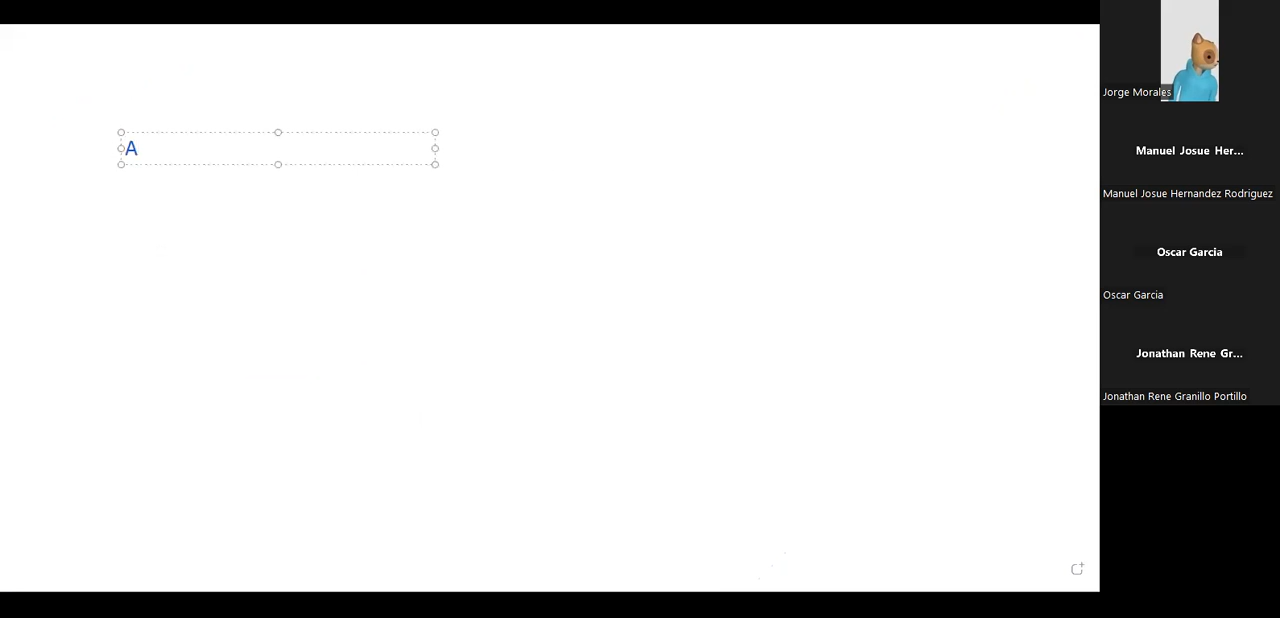 A
Jorge Morales
Manuel Josue Her...
Manuel Josue Hernandez Rodriguez
Oscar Garcia
Oscar Garcia
Jonathan Rene Gr...
Jonathan Rene Granillo Portillo